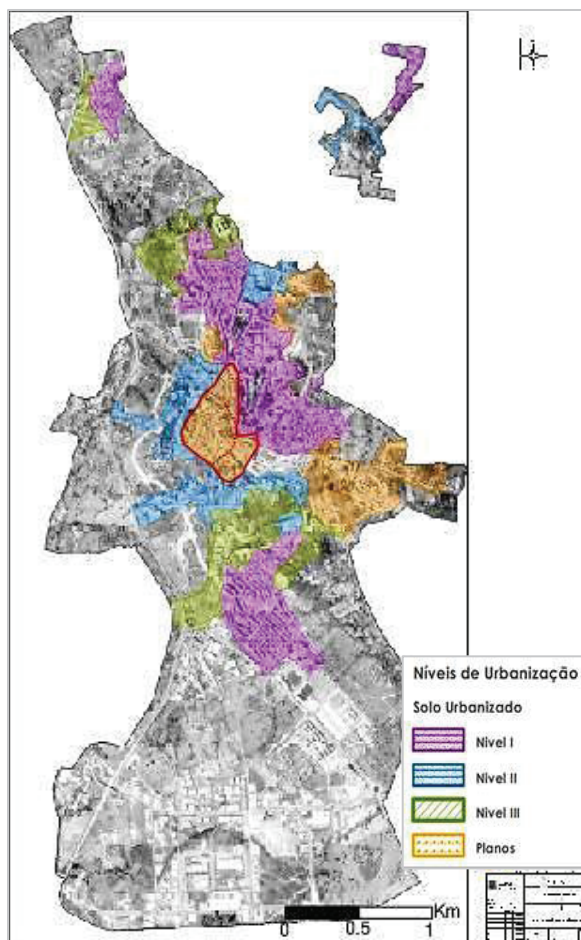 Níveis de Urbanização
Solo Urbanizado
Nível I
Nível II
Nível III
Planos
Km
0 0.5 1